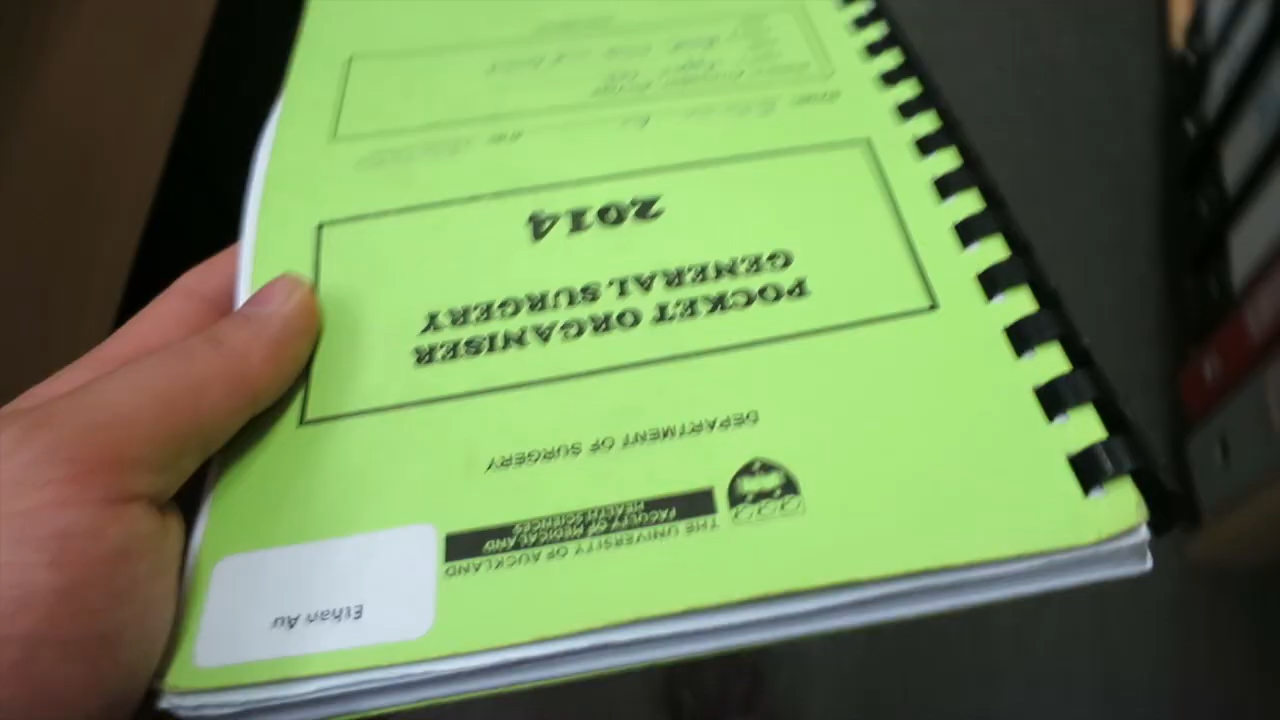 Ethan Au
THE UNIVERSITY OF AUCKLAND
FACULTY OF MEDICAL AND
HEALTH SCIENCES
DEPARTMENT OF SURGERY
POCKET ORGANISER
GENERAL SURGERY
2014